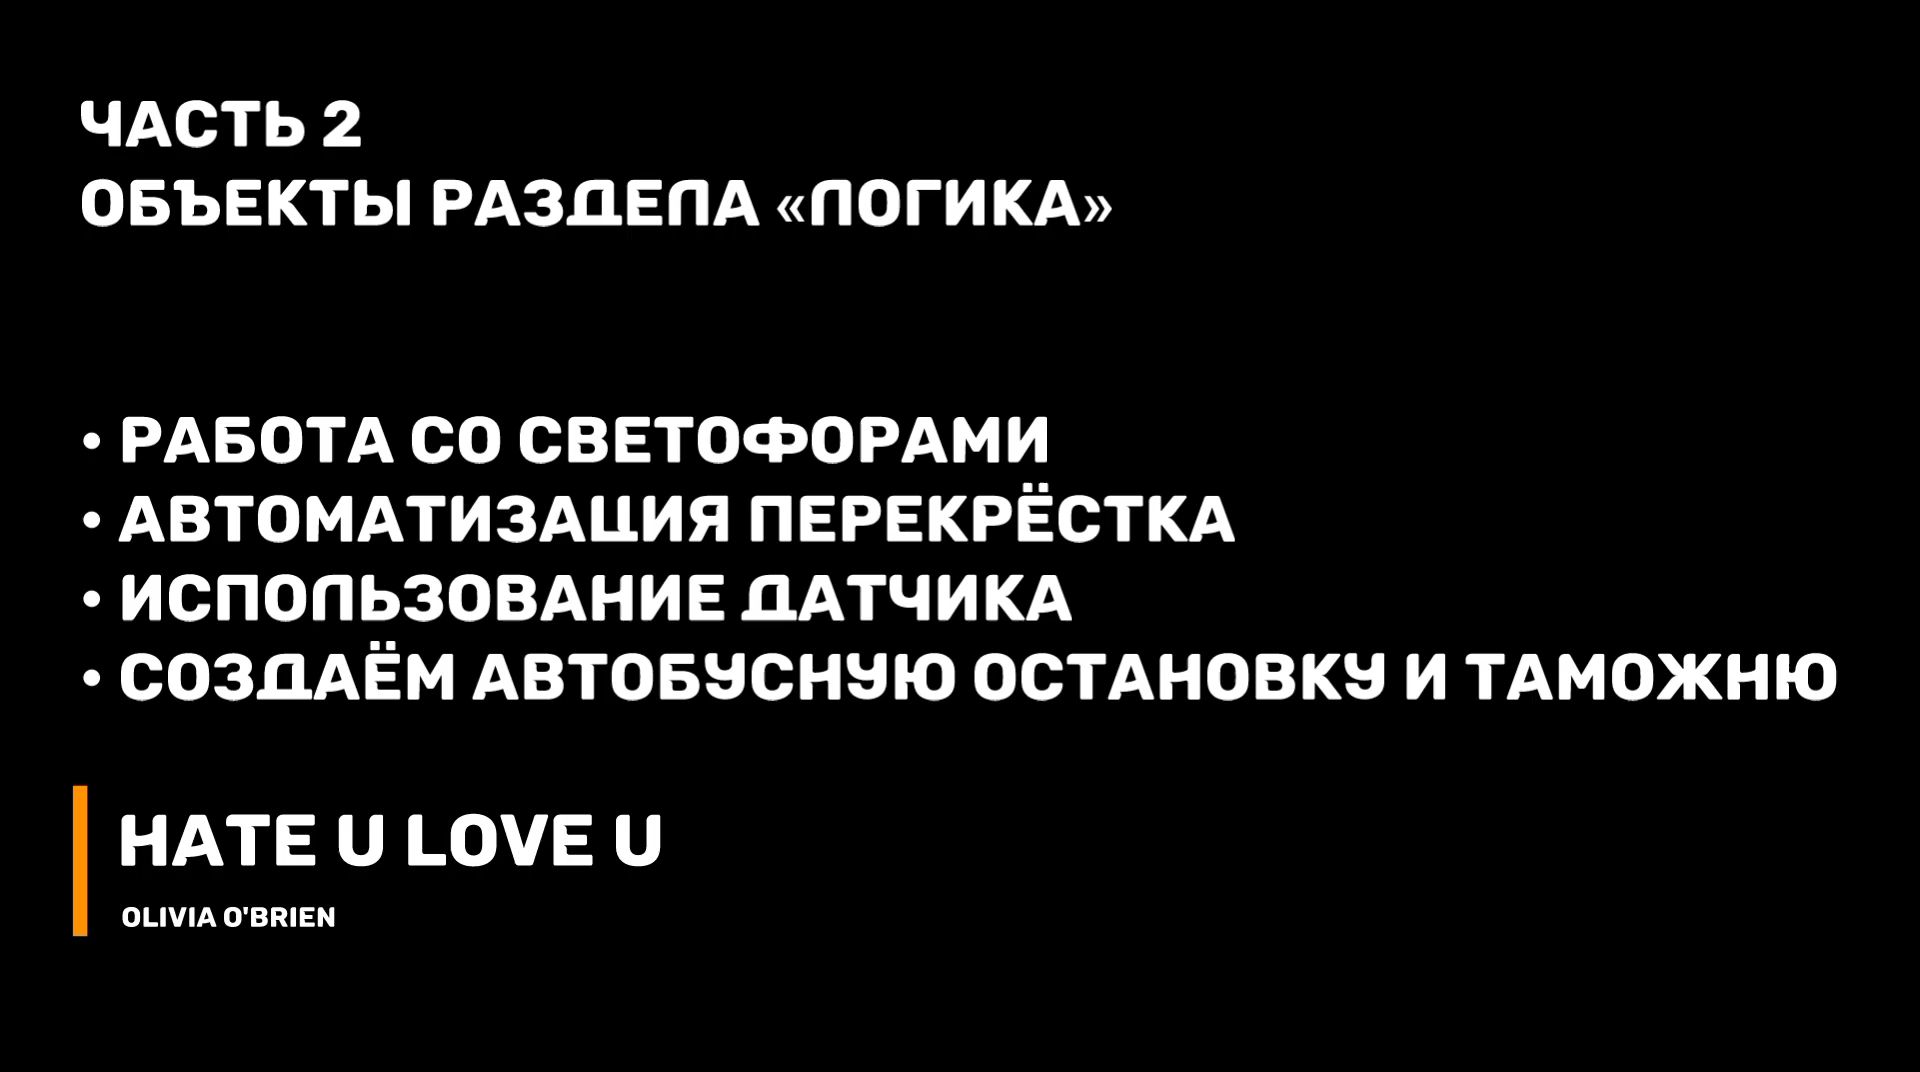 ЧАСТЬ 2
ОБЪЕКТЫ РАЗДЕЛА «ЛОГИКА»
• РАБОТА СО СВЕТОФОРАМИ
• АВТОМАТИЗАЦИЯ ПЕРЕКРЁСТКА
• ИСПОЛЬЗОВАНИЕ ДАТЧИКА
• СОЗДАЁМ АВТОБУСНУЮ ОСТАНОВКУ И ТАМОЖНЮ
HATE U LOVE U
OLIVIA O'BRIEN